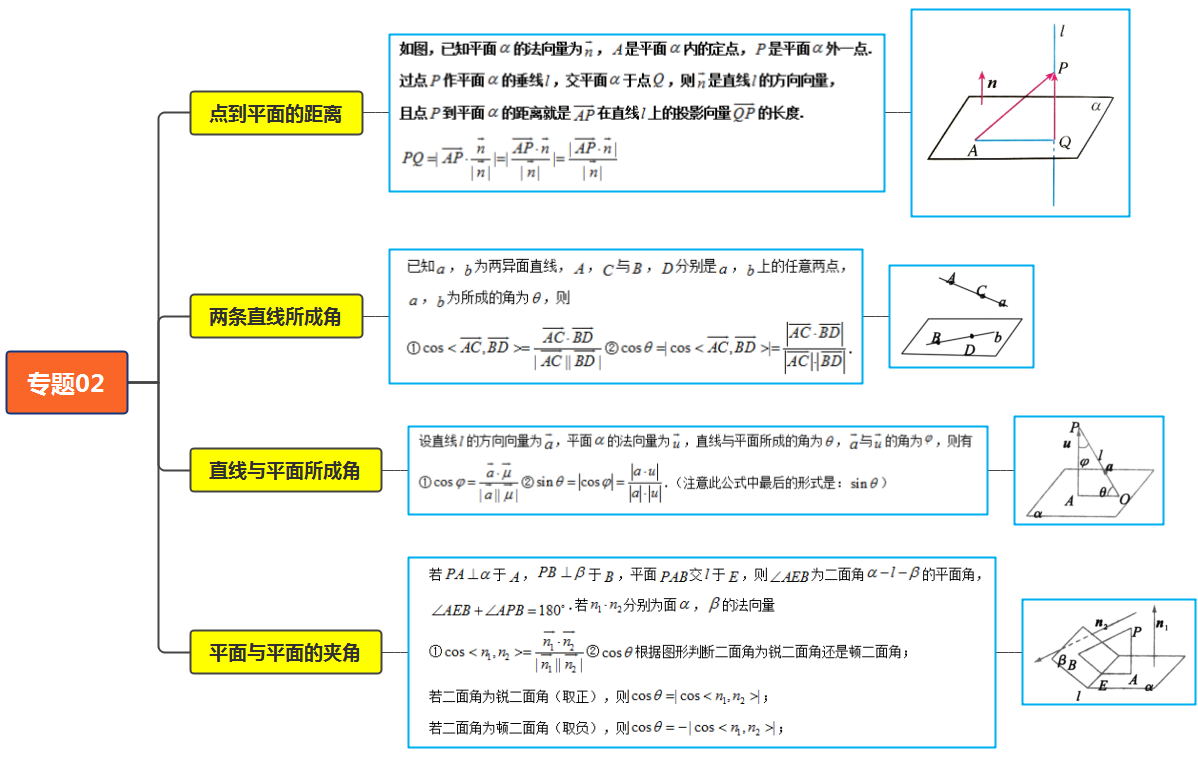 专题02
点到平面的距离
如图，已知平面α的法向量为n⃗，A是平面α内的定点，P是平面α外一点．
过点P作平面α的垂线l，交平面α于点Q，则n⃗是直线l的方向向量，
且点P到平面α的距离就是AP⃗在直线l上的投影向量QP⃗的长度．
PQ=|AP⃗·n⃗/|n⃗||=|AP⃗·n⃗/|n⃗||=|AP⃗·n⃗|/|n⃗|
l
P
n
α
A
Q
两条直线所成角
已知a，b为两异面直线，A，C与B，D分别是a，b上的任意两点，
a，b为所成的角为θ，则
①cos<AC⃗,BD⃗>=AC⃗·BD⃗/|AC⃗||BD⃗|②cosθ=|cos<AC⃗,BD⃗>|=|AC⃗·BD⃗|/|AC⃗|·|BD⃗|．
A
C
a
B
D
b
直线与平面所成角
设直线l的方向向量为a⃗，平面α的法向量为u⃗，直线与平面所成的角为θ，a⃗与u⃗的角为φ，则有
①cosφ=a⃗·μ⃗/|a⃗||μ⃗|②sinθ=|cosφ|=|a·u|/|a|·|u|．（注意此公式中最后的形式是：sinθ）
P
u
l
φ
a
A
θ
O
α
平面与平面的夹角
若PA⊥α于A，PB⊥β于B，平面PAB交l于E，则∠AEB为二面角α−l−β的平面角，
∠AEB+∠APB=180°．若n₁·n₂分别为面α，β的法向量
①cos<n₁,n₂>=n₁⃗·n₂⃗/|n₁⃗||n₂⃗|②cosθ根据图形判断二面角为锐二面角还是顿二面角；
若二面角为锐二面角（取正），则cosθ=|cos<n₁,n₂>|；
若二面角为顿二面角（取负），则cosθ=−|cos<n₁,n₂>|；
n₂
n₁
P
β
B
E
A
α
l